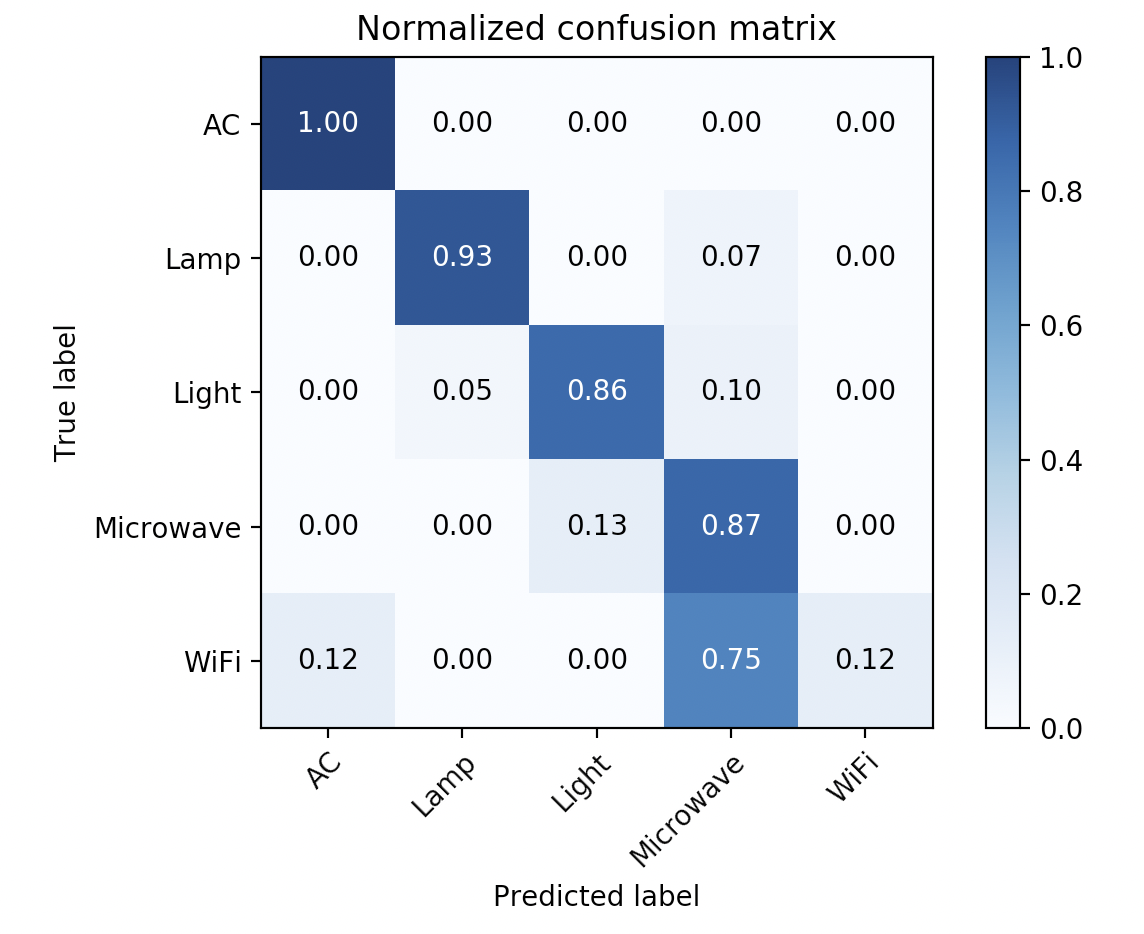 Normalized confusion matrix
True label
AC 1.00 0.00 0.00 0.00 0.00
Lamp 0.00 0.93 0.00 0.07 0.00
Light 0.00 0.05 0.86 0.10 0.00
Microwave 0.00 0.00 0.13 0.87 0.00
WiFi 0.12 0.00 0.00 0.75 0.12
AC Lamp Light Microwave WiFi
Predicted label
1.0
0.8
0.6
0.4
0.2
0.0